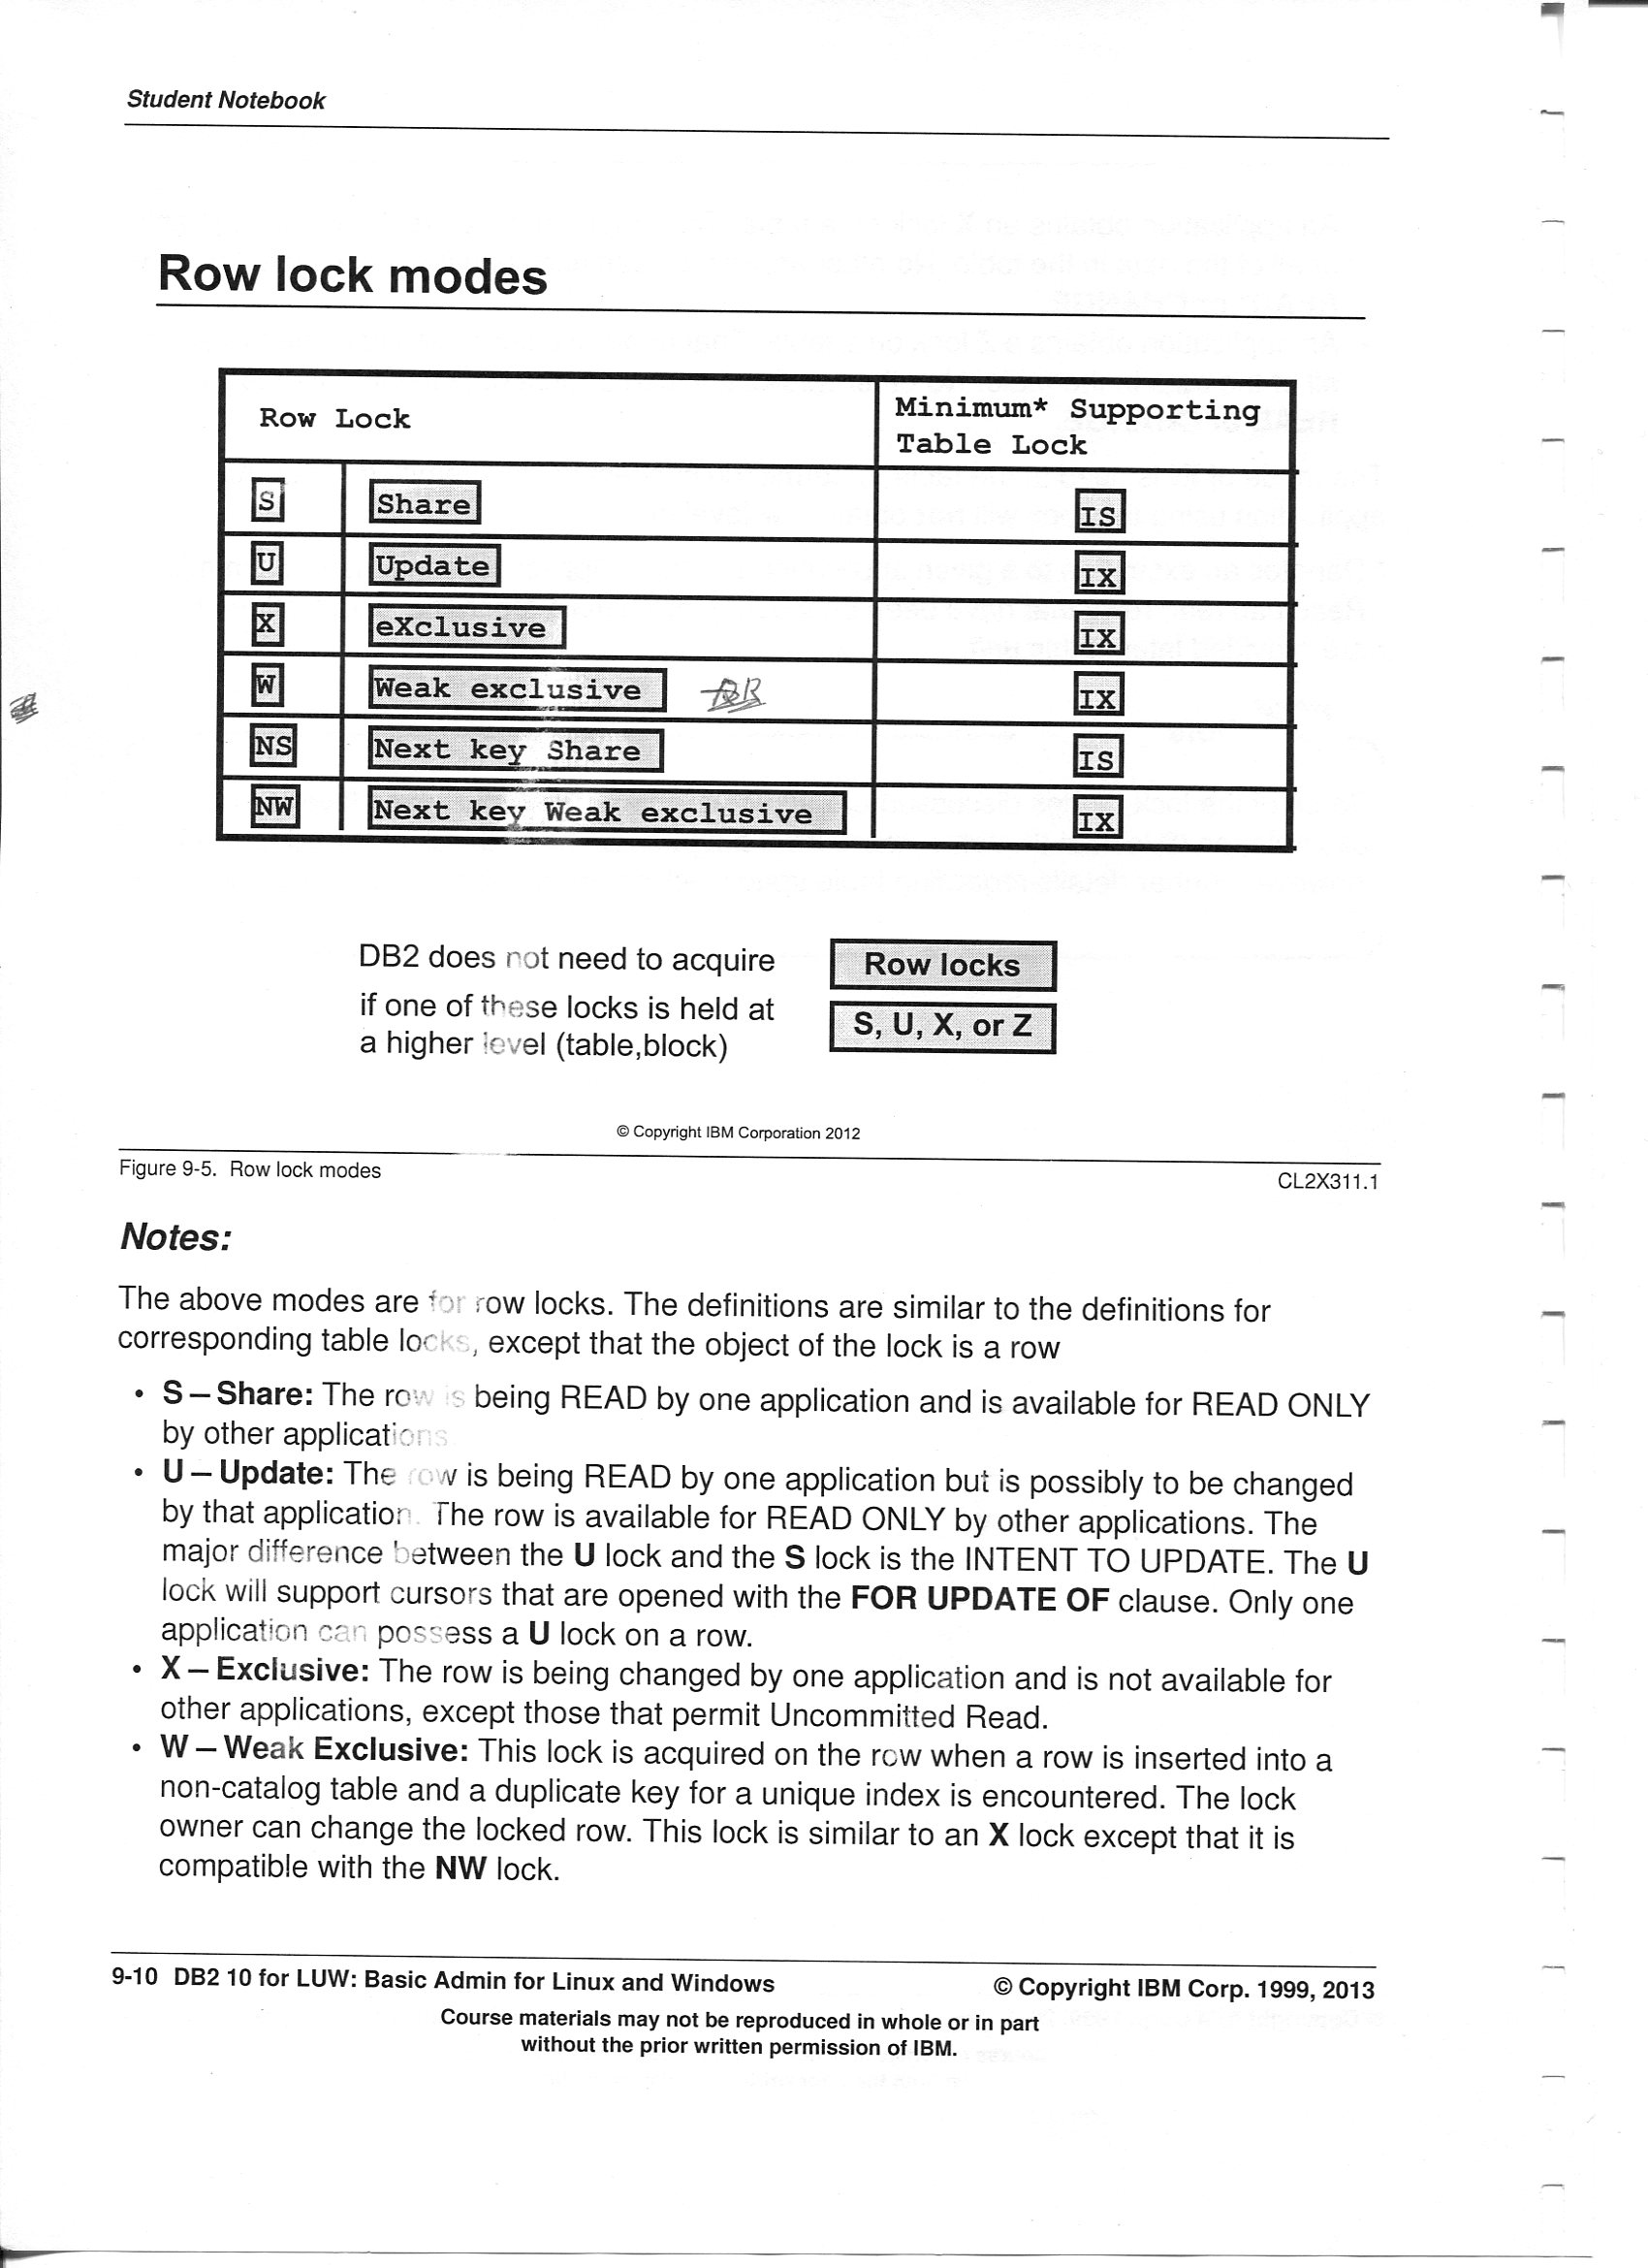 Student Notebook
Row lock modes
Row Lock
Minimum* Supporting
Table Lock
S Share IS
U Update IX
X eXclusive IX
W Weak exclusive IX
NS Next key Share IS
NW Next key Weak exclusive IX
DB2 does not need to acquire Row locks
if one of these locks is held at
a higher level (table,block)
S, U, X, or Z
© Copyright IBM Corporation 2012
Figure 9-5. Row lock modes CL2X311.1
Notes:
The above modes are for row locks. The definitions are similar to the definitions for
corresponding table locks, except that the object of the lock is a row
• S – Share: The row is being READ by one application and is available for READ ONLY
by other applications
• U – Update: The row is being READ by one application but is possibly to be changed
by that application. The row is available for READ ONLY by other applications. The
major difference between the U lock and the S lock is the INTENT TO UPDATE. The U
lock will support cursors that are opened with the FOR UPDATE OF clause. Only one
application can possess a U lock on a row.
• X – Exclusive: The row is being changed by one application and is not available for
other applications, except those that permit Uncommitted Read.
• W – Weak Exclusive: This lock is acquired on the row when a row is inserted into a
non-catalog table and a duplicate key for a unique index is encountered. The lock
owner can change the locked row. This lock is similar to an X lock except that it is
compatible with the NW lock.
9-10 DB2 10 for LUW: Basic Admin for Linux and Windows © Copyright IBM Corp. 1999, 2013
Course materials may not be reproduced in whole or in part
without the prior written permission of IBM.